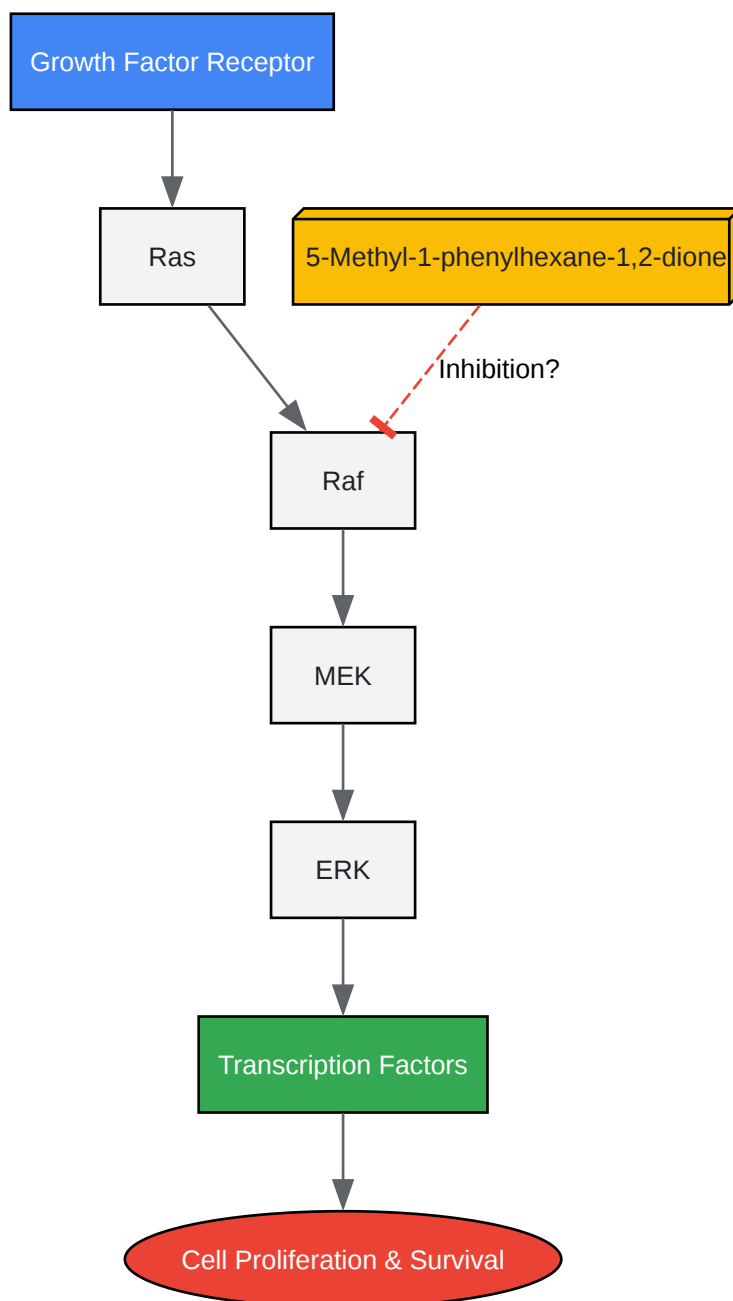 Growth Factor Receptor
Ras
5-Methyl-1-phenylhexane-1,2-dione
Inhibition?
Raf
MEK
ERK
Transcription Factors
Cell Proliferation & Survival